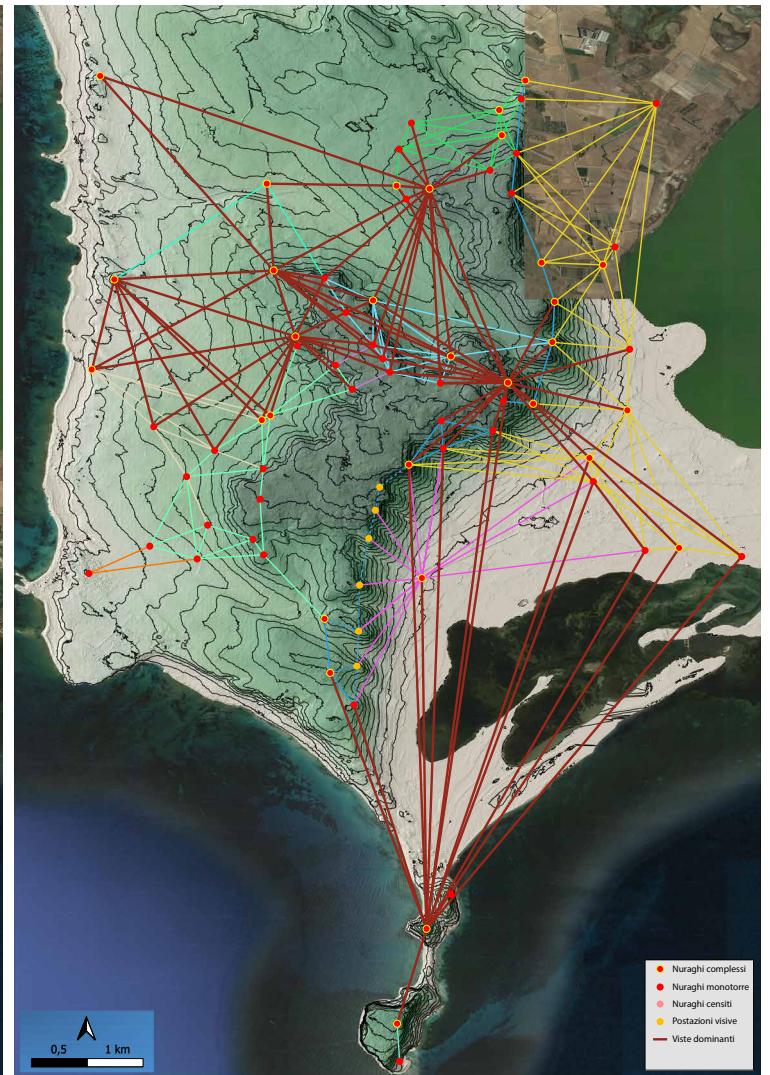 Nuraghi complessi
Nuraghi monotorre
Nuraghi censiti
Postazioni visive
Viste dominanti
0,5 1 km